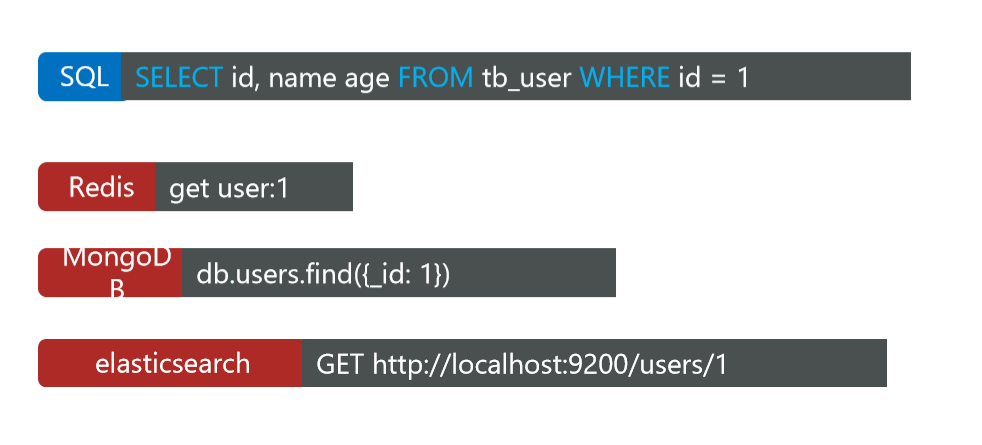 SQL SELECT id, name age FROM tb_user WHERE id = 1
Redis get user:1
MongoD
B
db.users.find({_id: 1})
elasticsearch GET http://localhost:9200/users/1